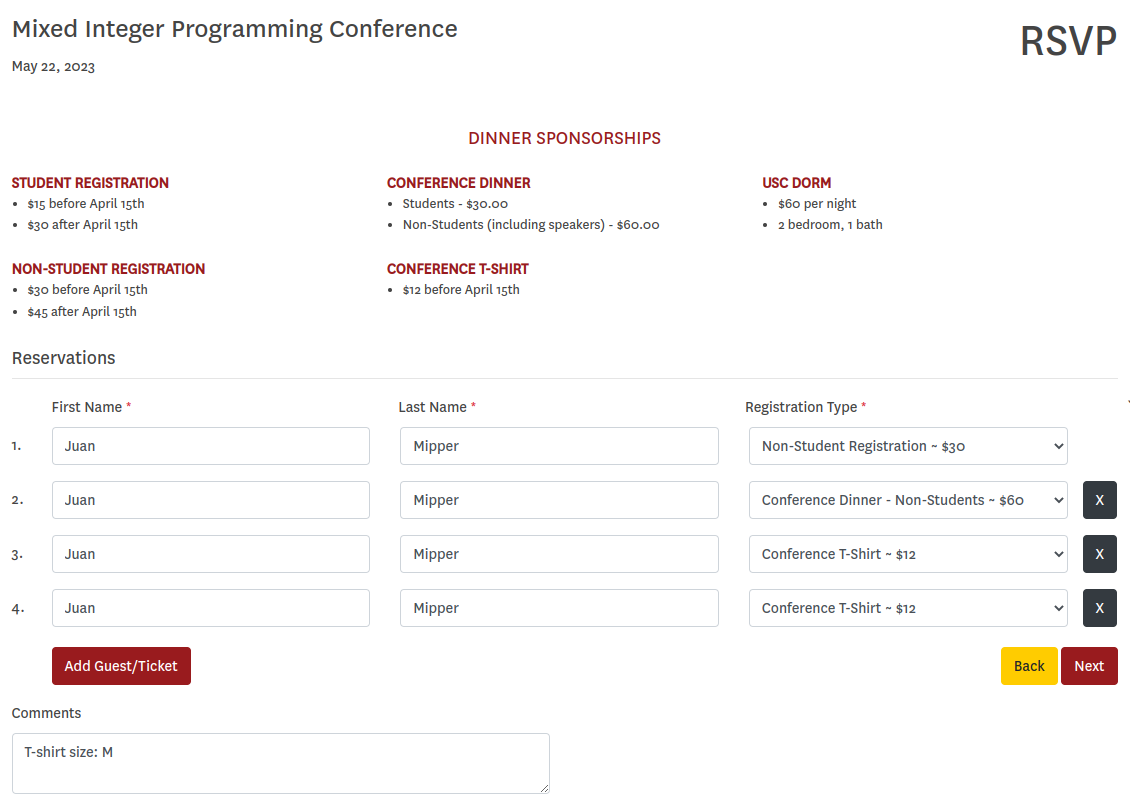 Mixed Integer Programming Conference
RSVP
May 22, 2023
DINNER SPONSORSHIPS
STUDENT REGISTRATION
• $15 before April 15th
• $30 after April 15th
CONFERENCE DINNER
• Students - $30.00
• Non-Students (including speakers) - $60.00
USC DORM
• $60 per night
• 2 bedroom, 1 bath
NON-STUDENT REGISTRATION
• $30 before April 15th
• $45 after April 15th
CONFERENCE T-SHIRT
• $12 before April 15th
Reservations
First Name * Last Name * Registration Type *
1. Juan Mipper Non-Student Registration ~ $30
2. Juan Mipper Conference Dinner - Non-Students ~ $60 X
3. Juan Mipper Conference T-Shirt ~ $12 X
4. Juan Mipper Conference T-Shirt ~ $12 X
Add Guest/Ticket Back Next
Comments
T-shirt size: M